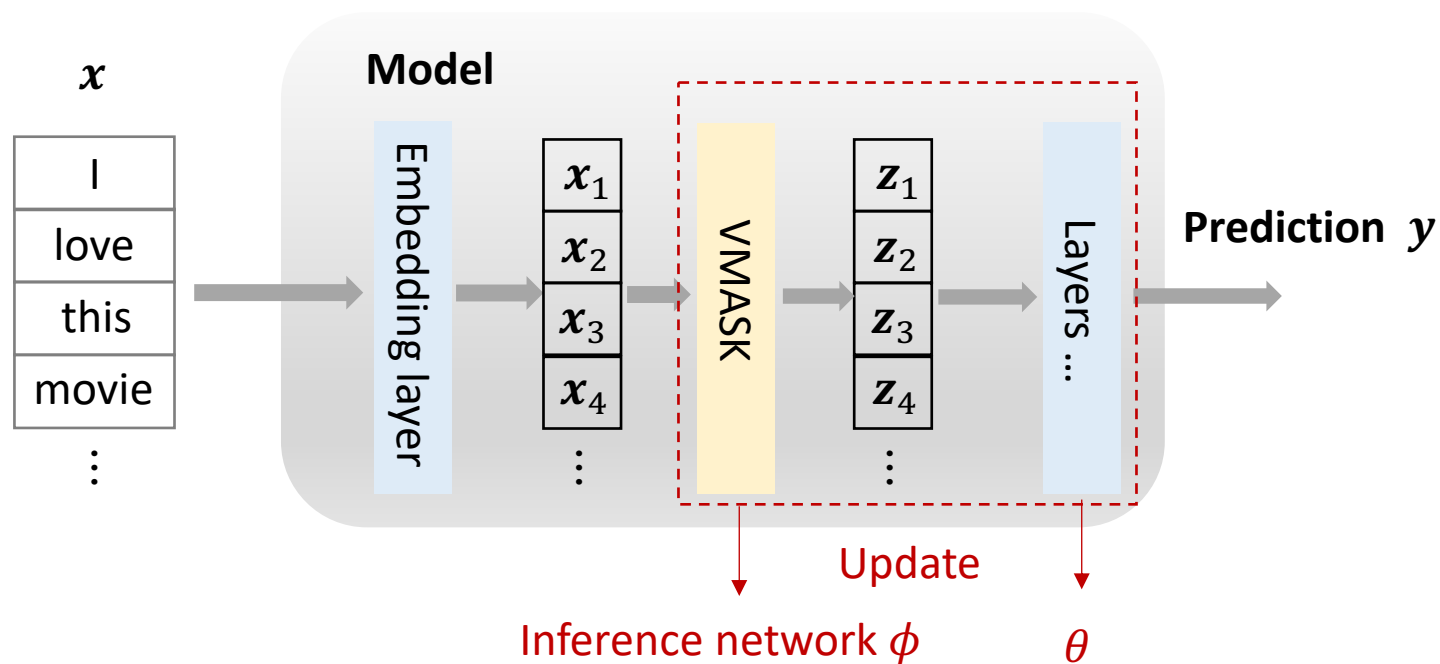 x
I
love
this
movie
...
Model
Embedding layer
x₁
x₂
x₃
x₄
...
VMASK
z₁
z₂
z₃
z₄
...
Layers ...
Prediction y
Update
Inference network ϕ
θ